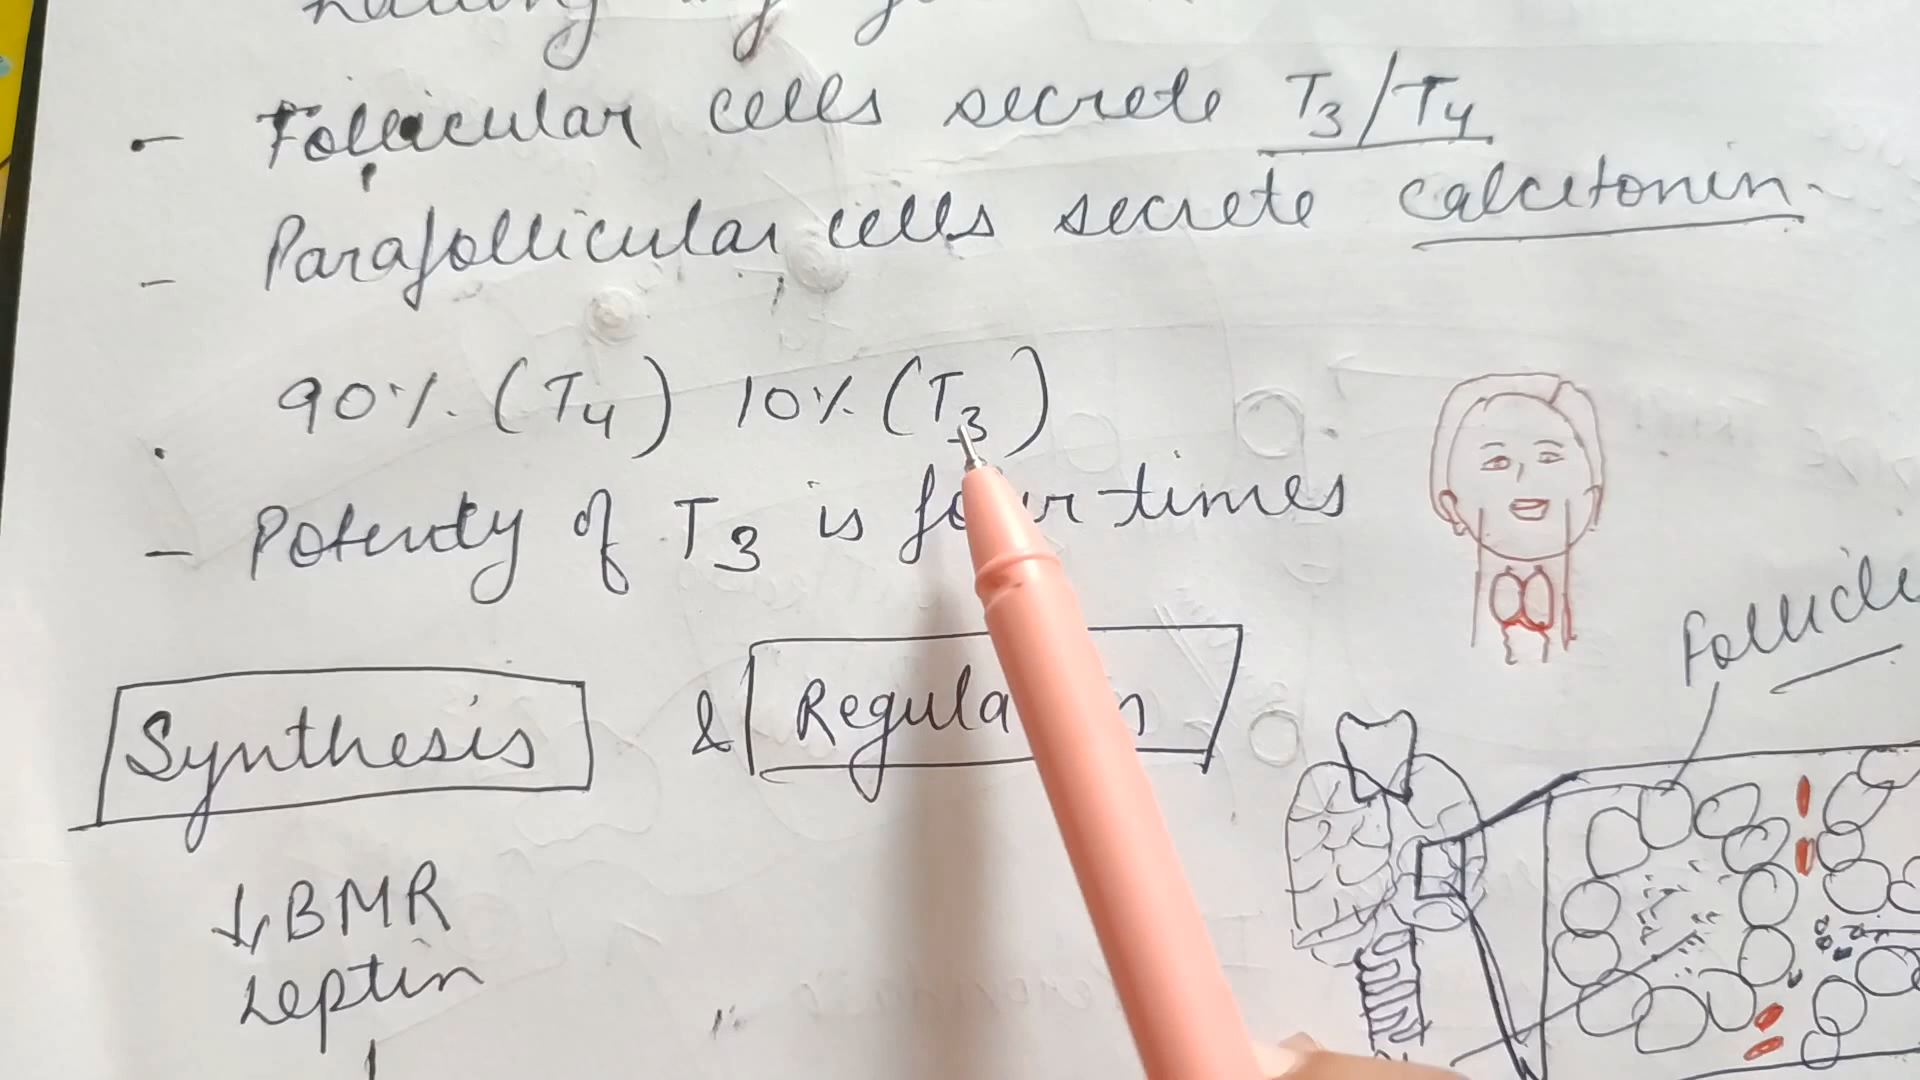 - Follicular cells secrete T3/T4
- Parafollicular cells secrete calcitonin.
90% (T4) 10% (T3)
- Potency of T3 is four times
Synthesis & Regulation
↓ BMR
Leptin
Follicle